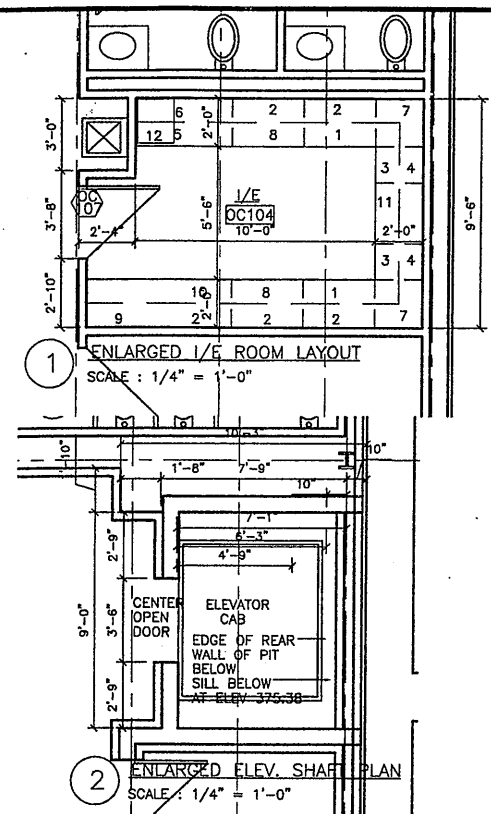 6 2 2 7
12 6 2'-0" 8 1
3'-0"
3 4
OC
07
I/E
OC104
11
3'-8"
5'-6"
9'-6"
2'-4" 10'-0 2'-0"
3 4
2'-10"
8 1
9 2 2'-0" 2 2 7
1 ENLARGED I/E ROOM LAYOUT
SCALE : 1/4" = 1'-0"
10'-3"
10"
1'-8" 7'-9"
10"
7'-1"
6'-3"
4'-9"
2'-9"
9'-0"
3'-6"
CENTER
OPEN
DOOR
ELEVATOR
CAB
EDGE OF REAR
WALL OF PIT
BELOW
SILL BELOW
AT ELEV 375.38
2'-9"
2 ENLARGED ELEV. SHAFT PLAN
SCALE : 1/4" = 1'-0"